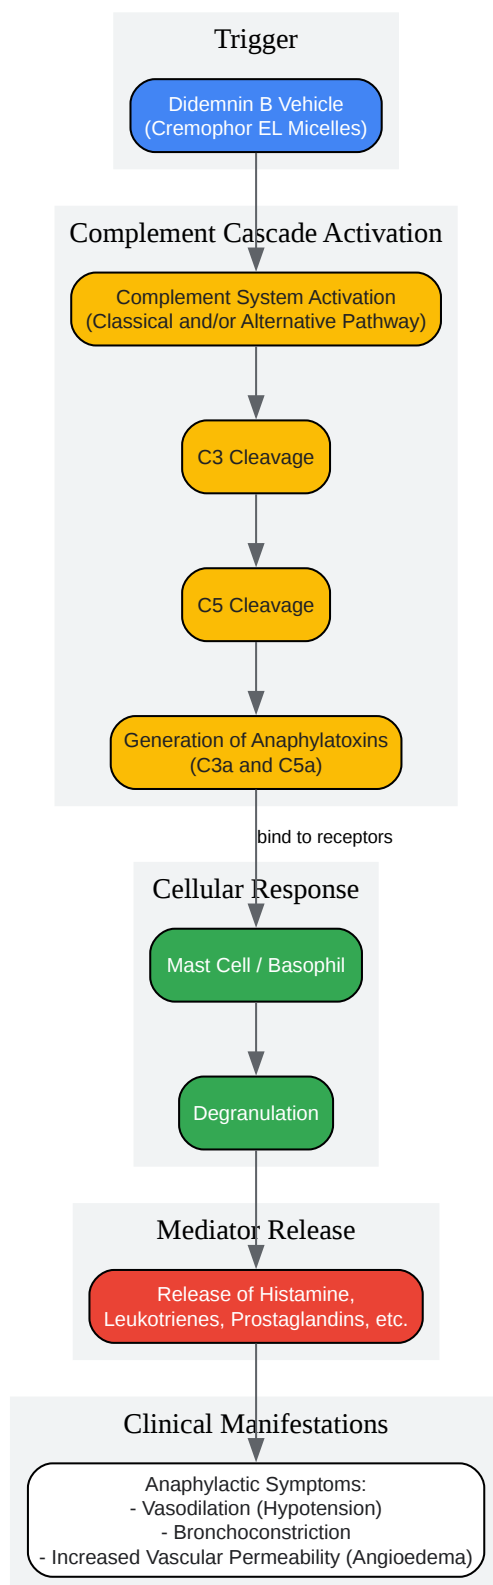 Trigger
Didemnin B Vehicle
(Cremophor EL Micelles)
Complement Cascade Activation
Complement System Activation
(Classical and/or Alternative Pathway)
C3 Cleavage
C5 Cleavage
Generation of Anaphylatoxins
(C3a and C5a)
bind to receptors
Cellular Response
Mast Cell / Basophil
Degranulation
Mediator Release
Release of Histamine,
Leukotrienes, Prostaglandins, etc.
Clinical Manifestations
Anaphylactic Symptoms:
- Vasodilation (Hypotension)
- Bronchoconstriction
- Increased Vascular Permeability (Angioedema)